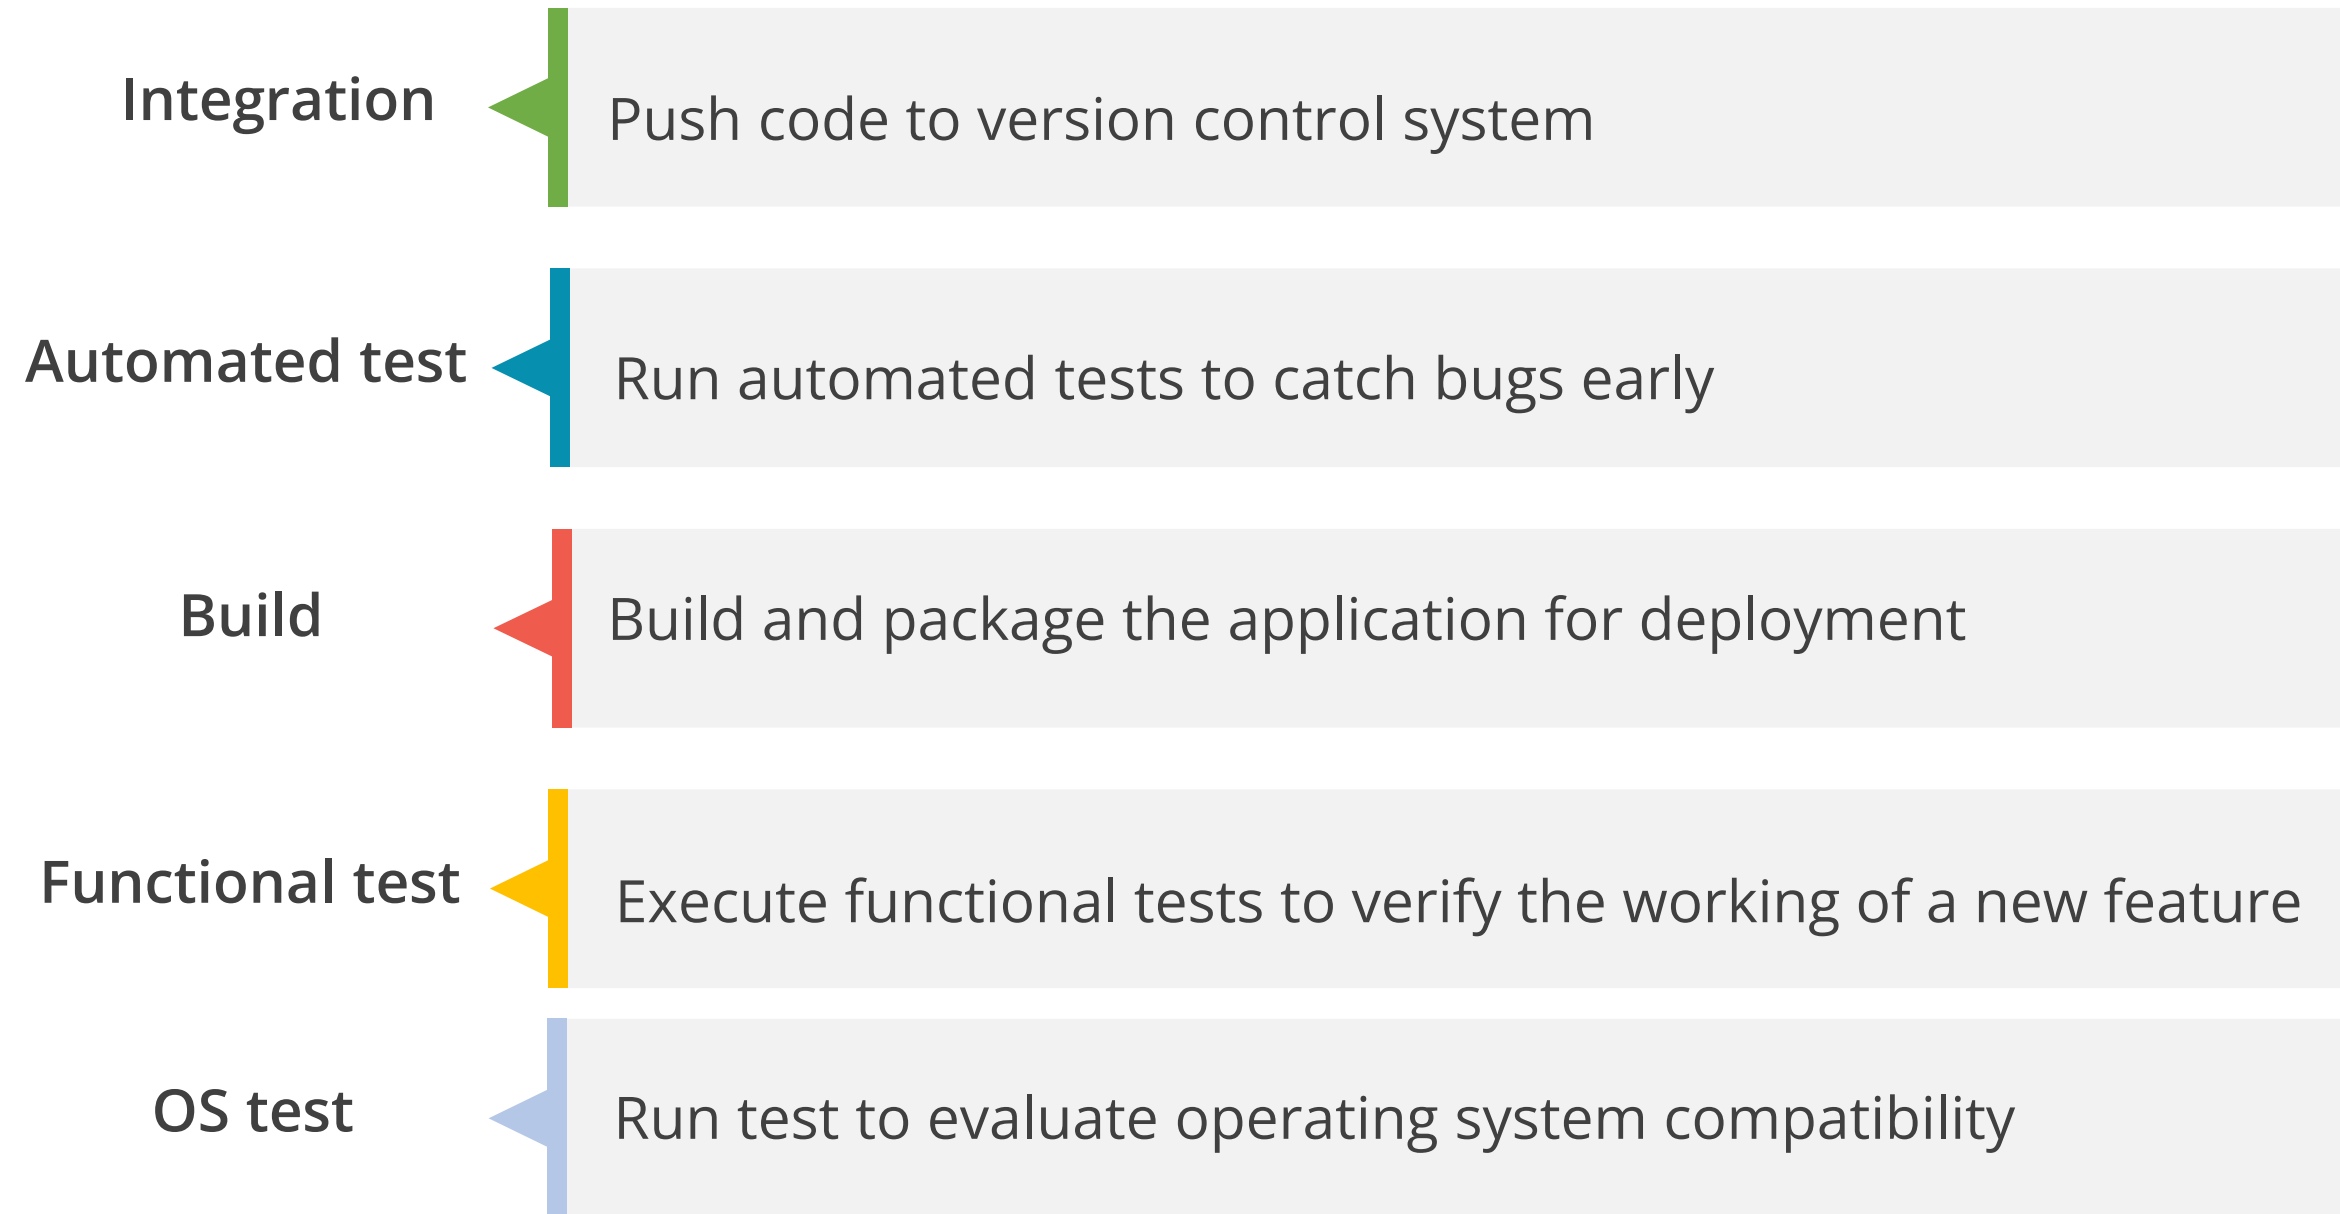 Integration
Push code to version control system
Automated test
Run automated tests to catch bugs early
Build
Build and package the application for deployment
Functional test
Execute functional tests to verify the working of a new feature
OS test
Run test to evaluate operating system compatibility